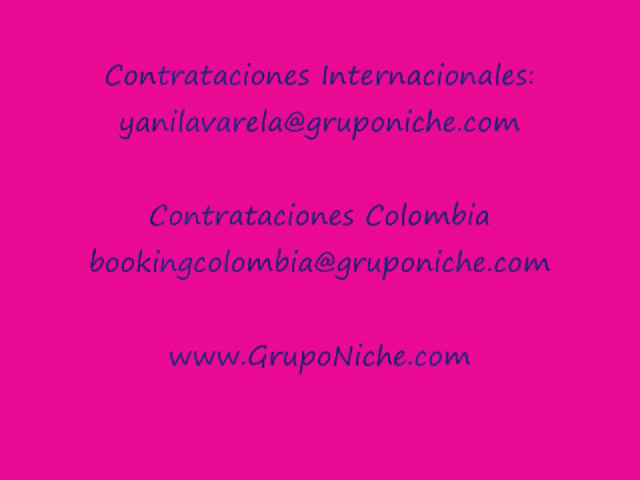 Contrataciones Internacionales:
yanilavarela@gruponiche.com
Contrataciones Colombia
bookingcolombia@gruponiche.com
www.GrupoNiche.com